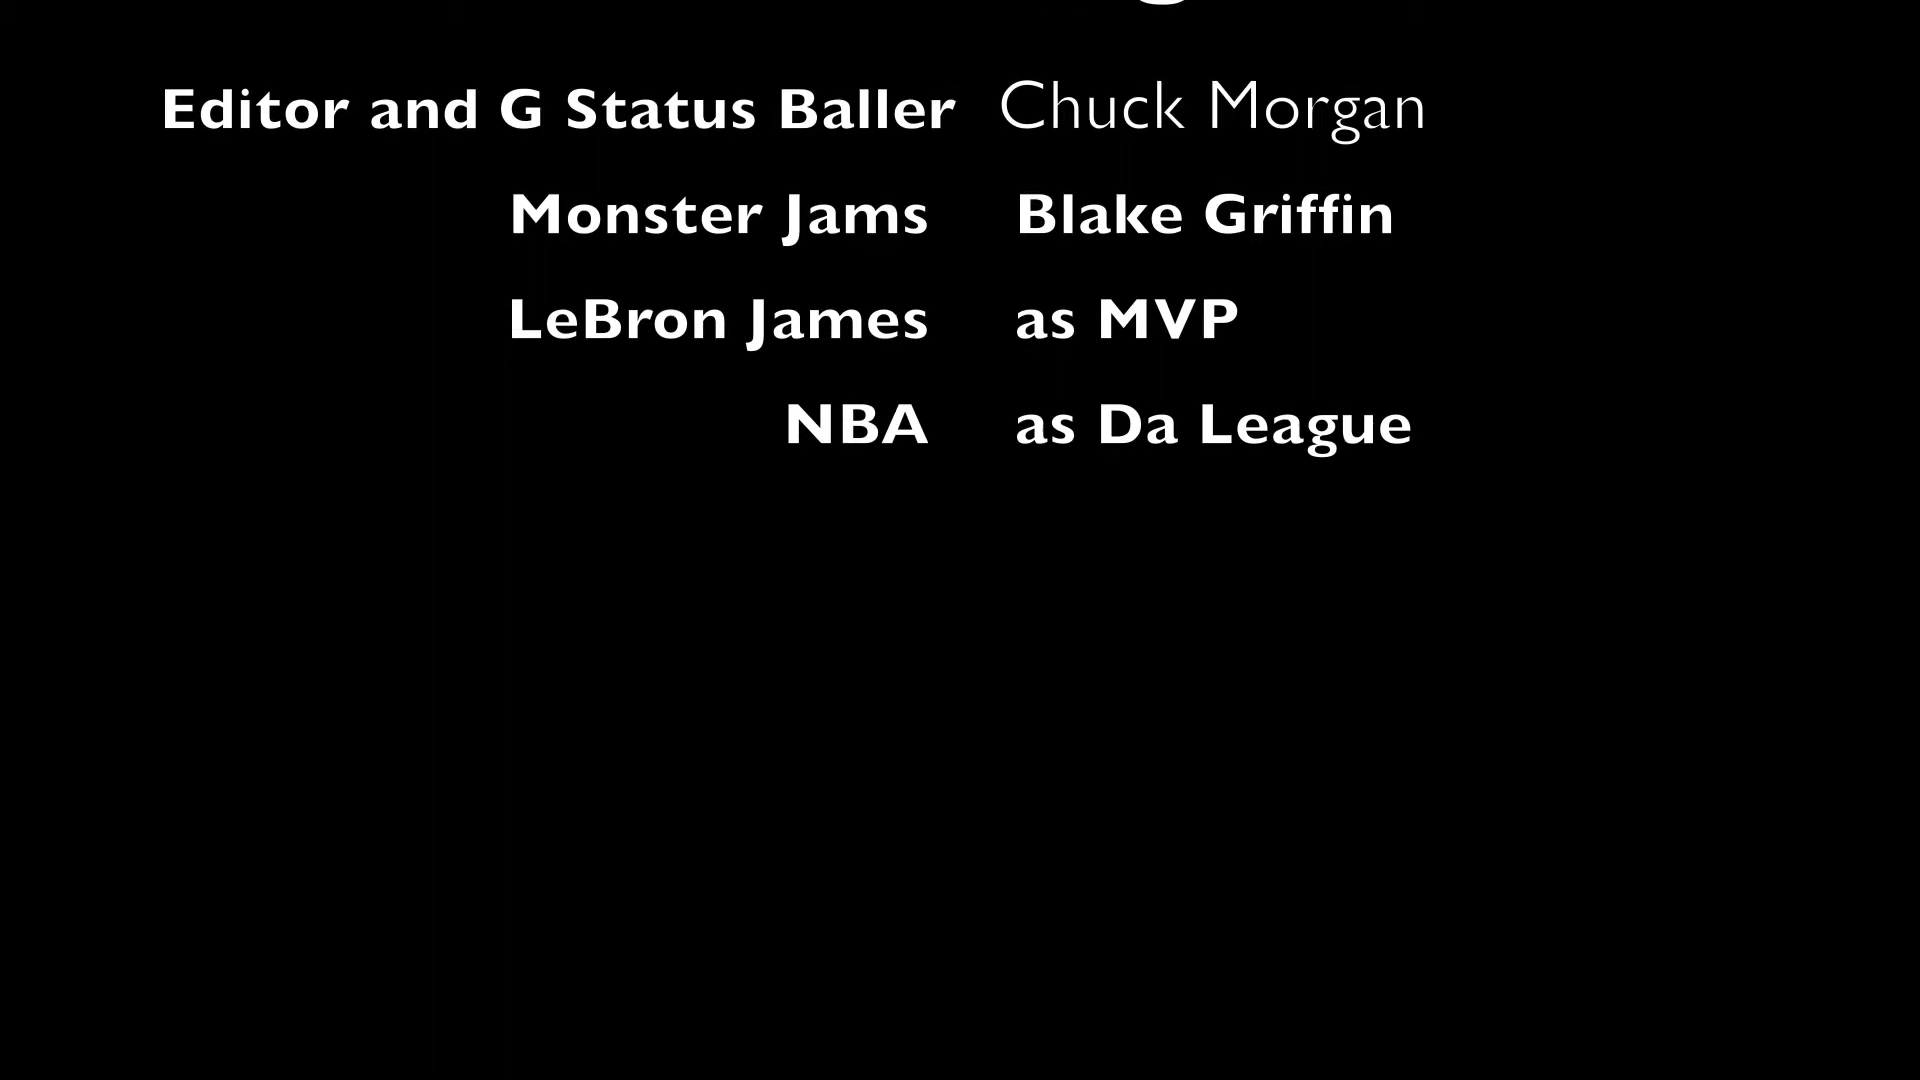 Editor and G Status Baller Chuck Morgan
Monster Jams Blake Griffin
LeBron James as MVP
NBA as Da League